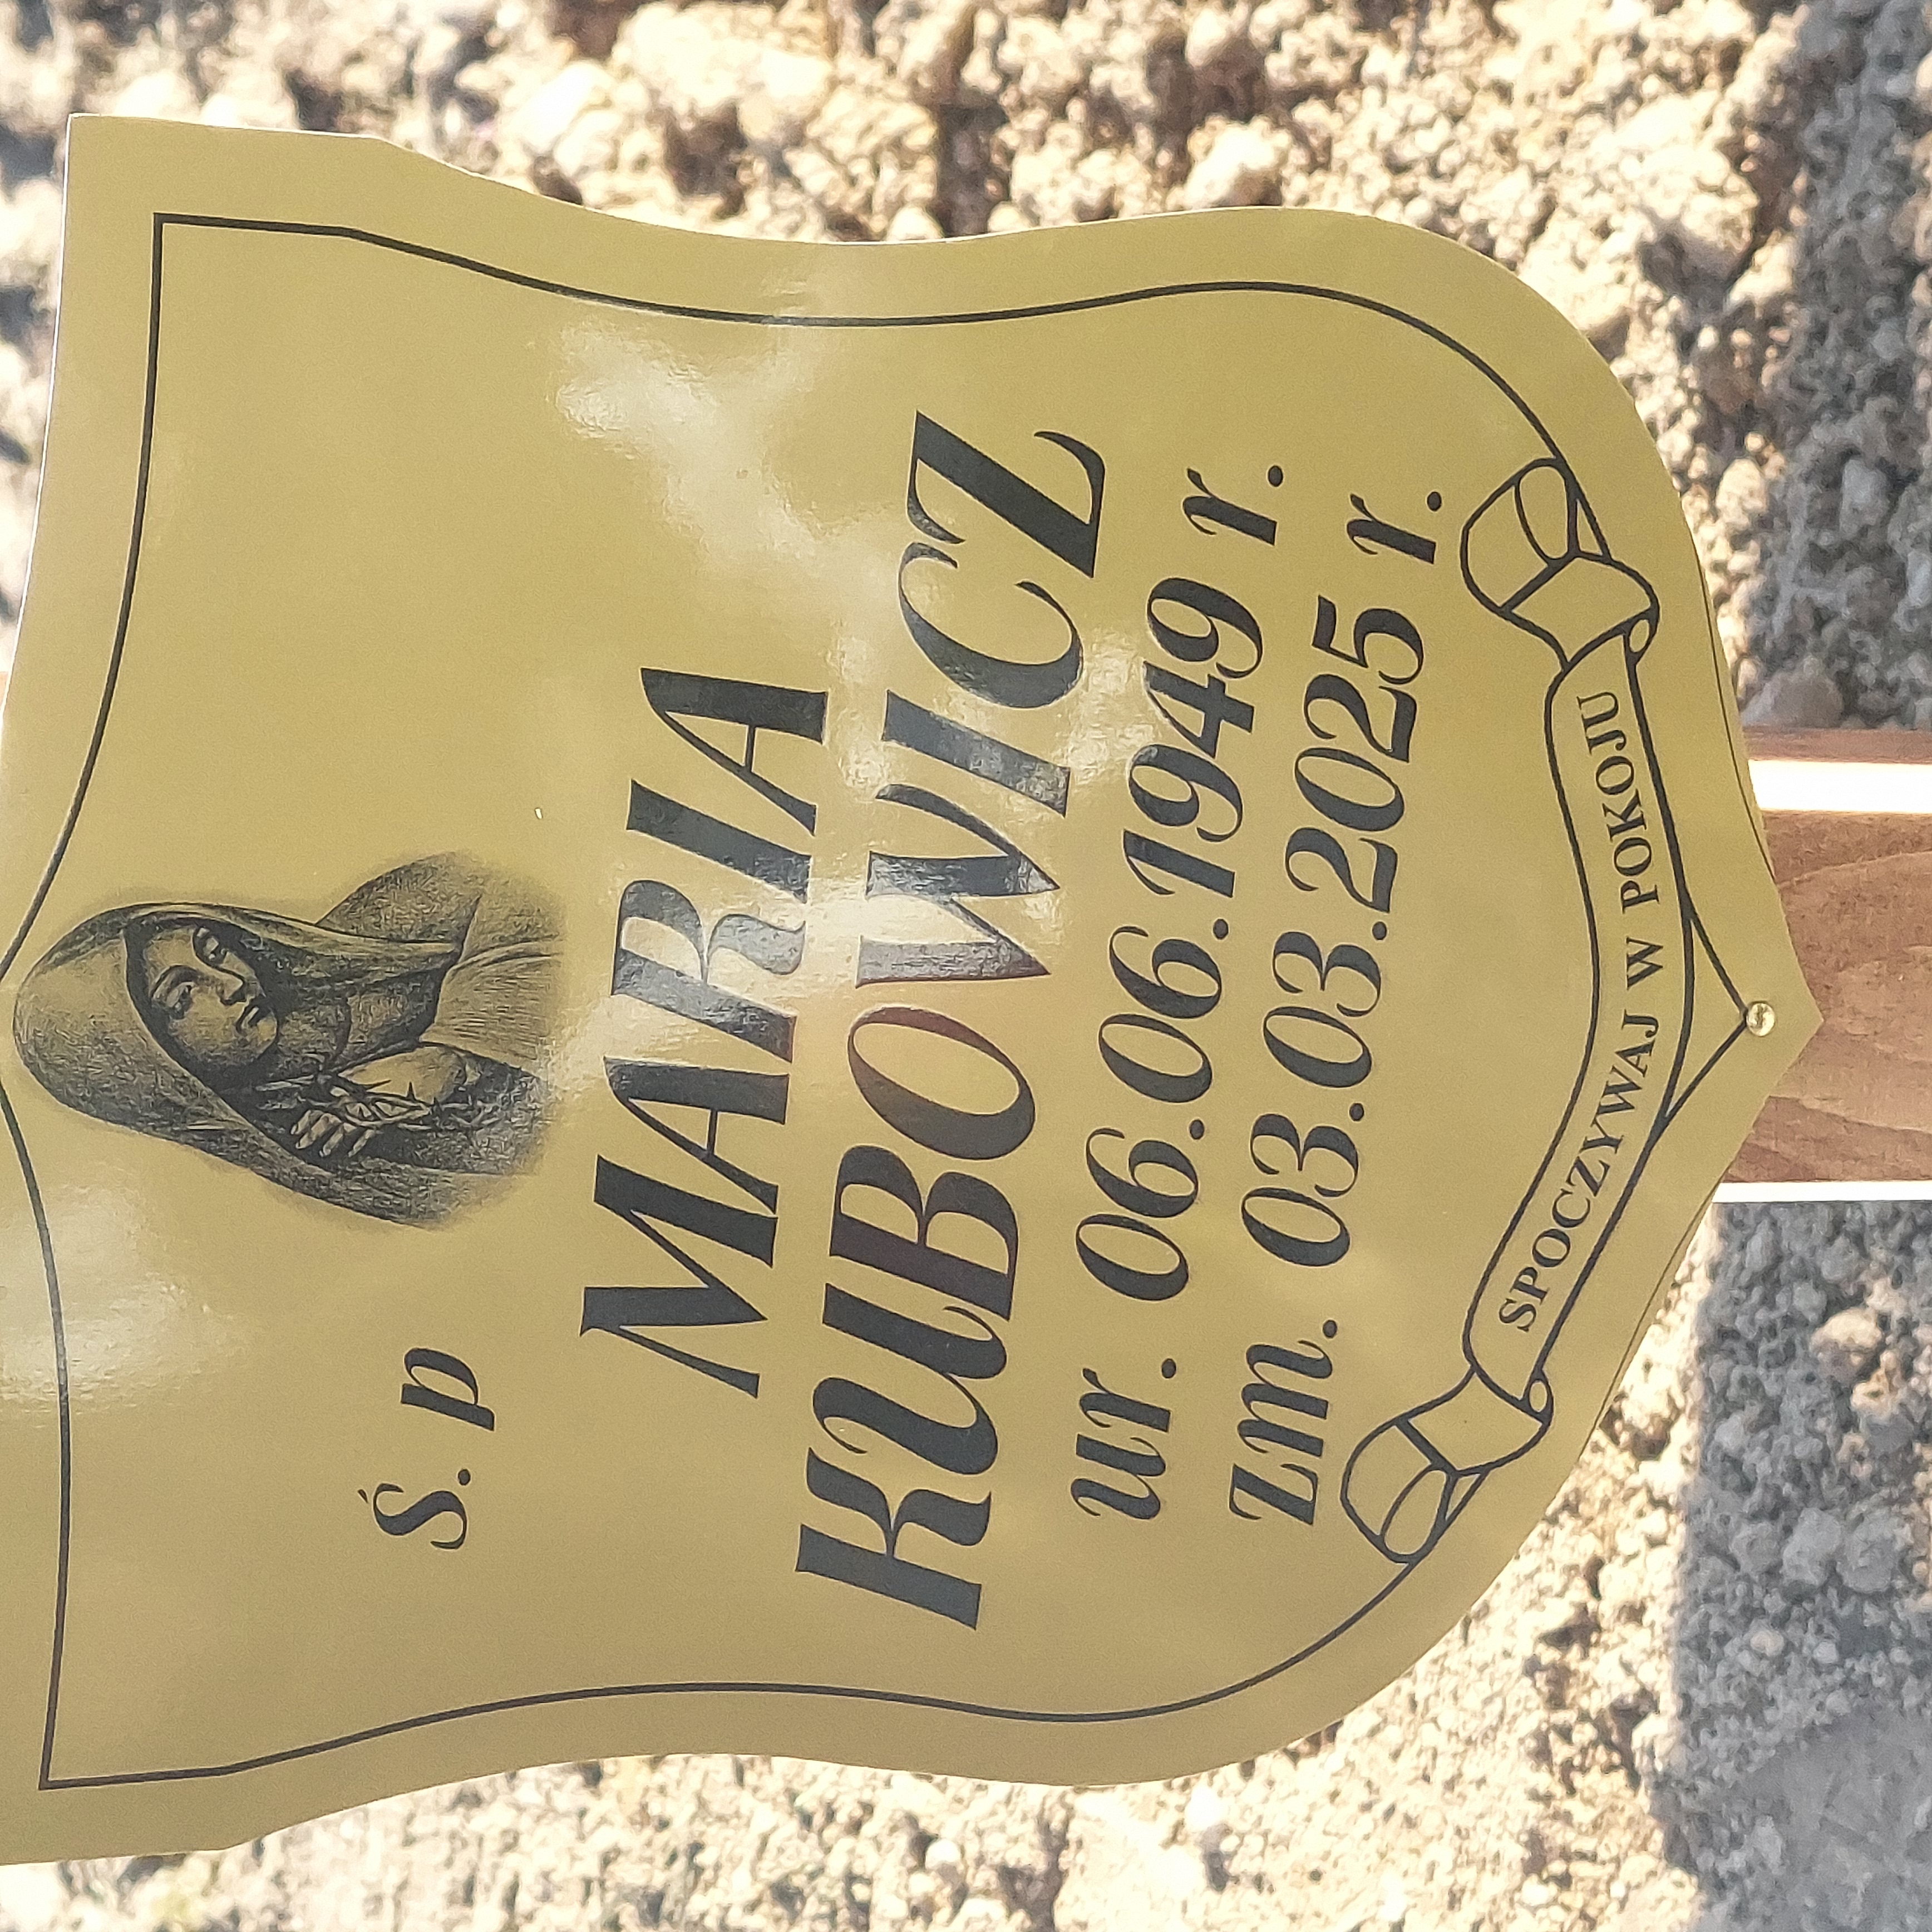 Ś. p
MARIA
KUBOWICZ
ur. 06.06.1949 r.
zm. 03.03.2025 r.
SPOCZYWAJ W POKOJU